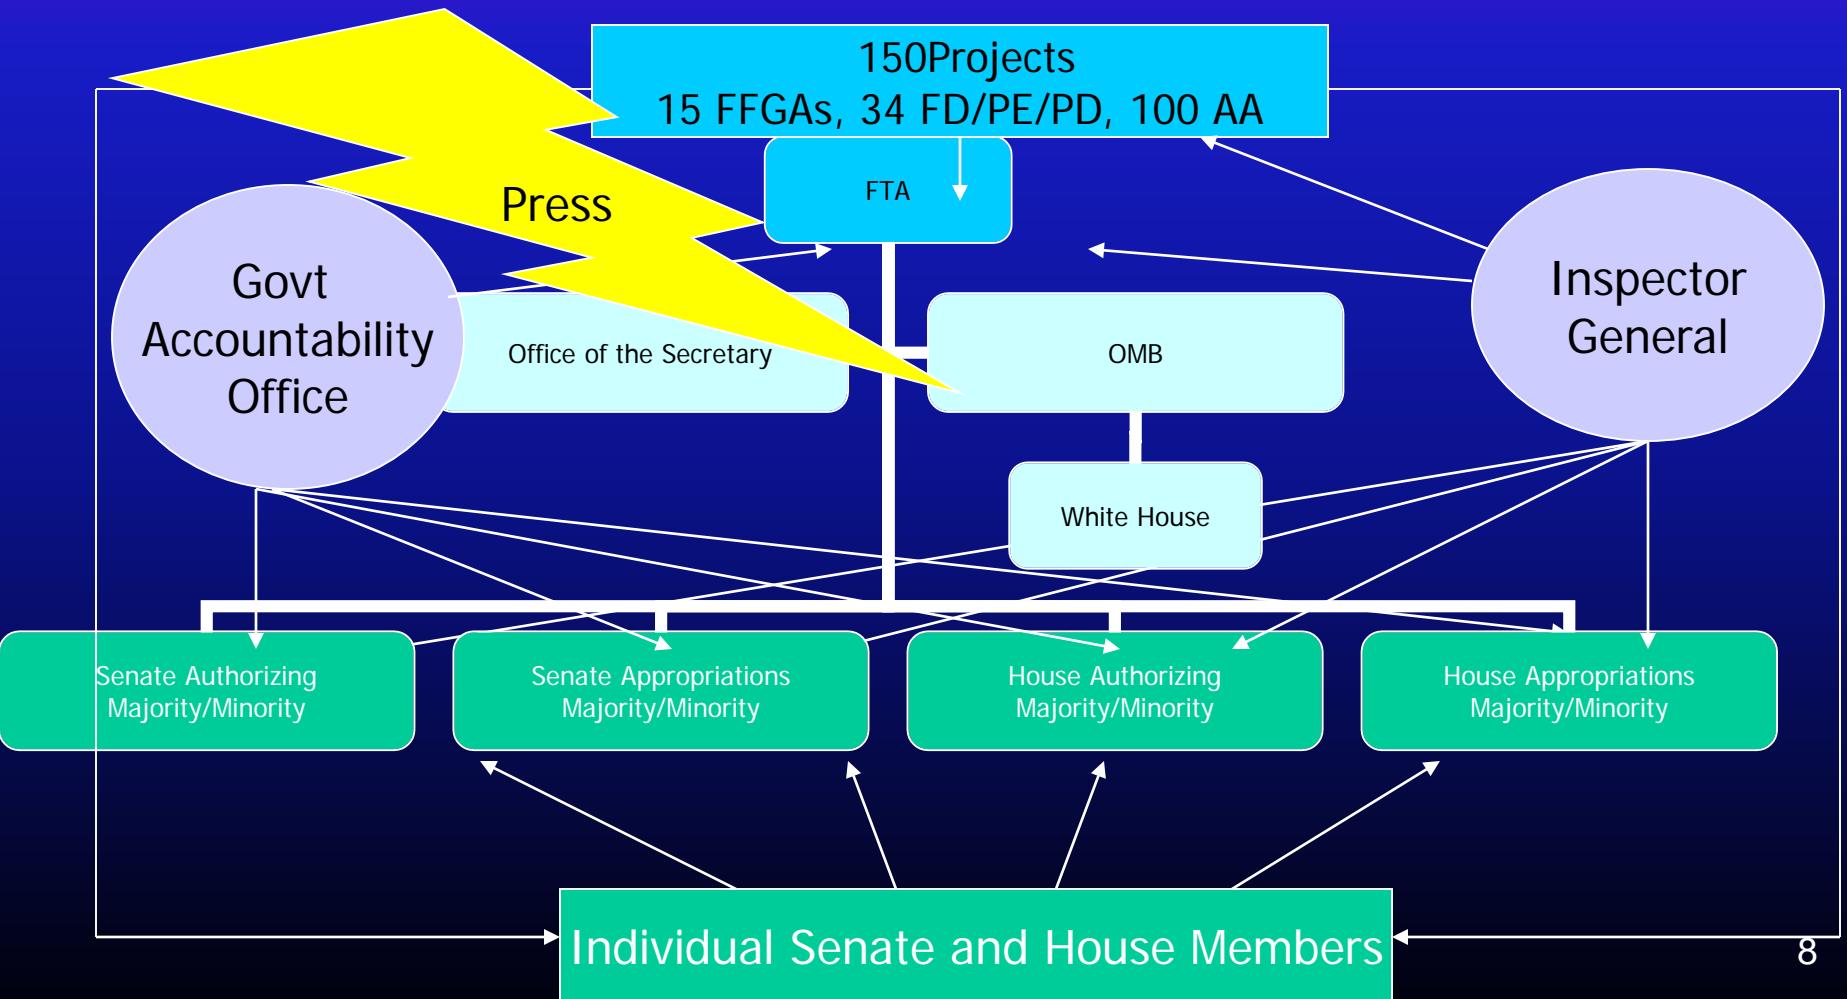 150Projects
15 FFGAs, 34 FD/PE/PD, 100 AA
FTA
Press
Govt
Accountability
Office
Inspector
General
Office of the Secretary
OMB
White House
Senate Authorizing
Majority/Minority
Senate Appropriations
Majority/Minority
House Authorizing
Majority/Minority
House Appropriations
Majority/Minority
Individual Senate and House Members
8